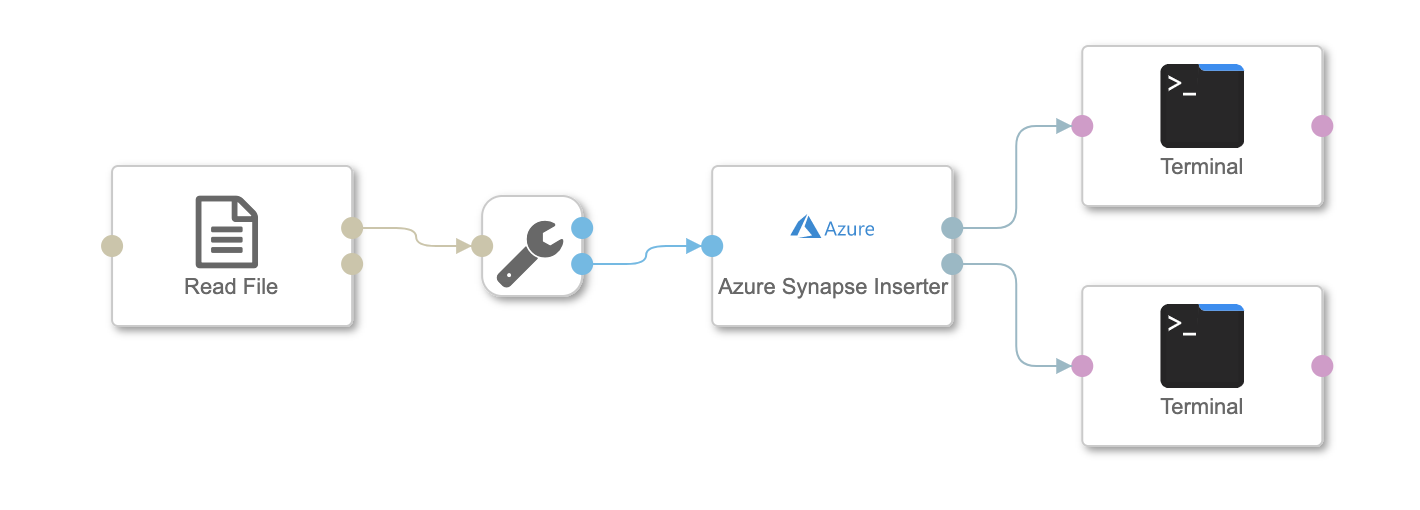 Read File
Azure
Azure Synapse Inserter
>_
Terminal
>_
Terminal